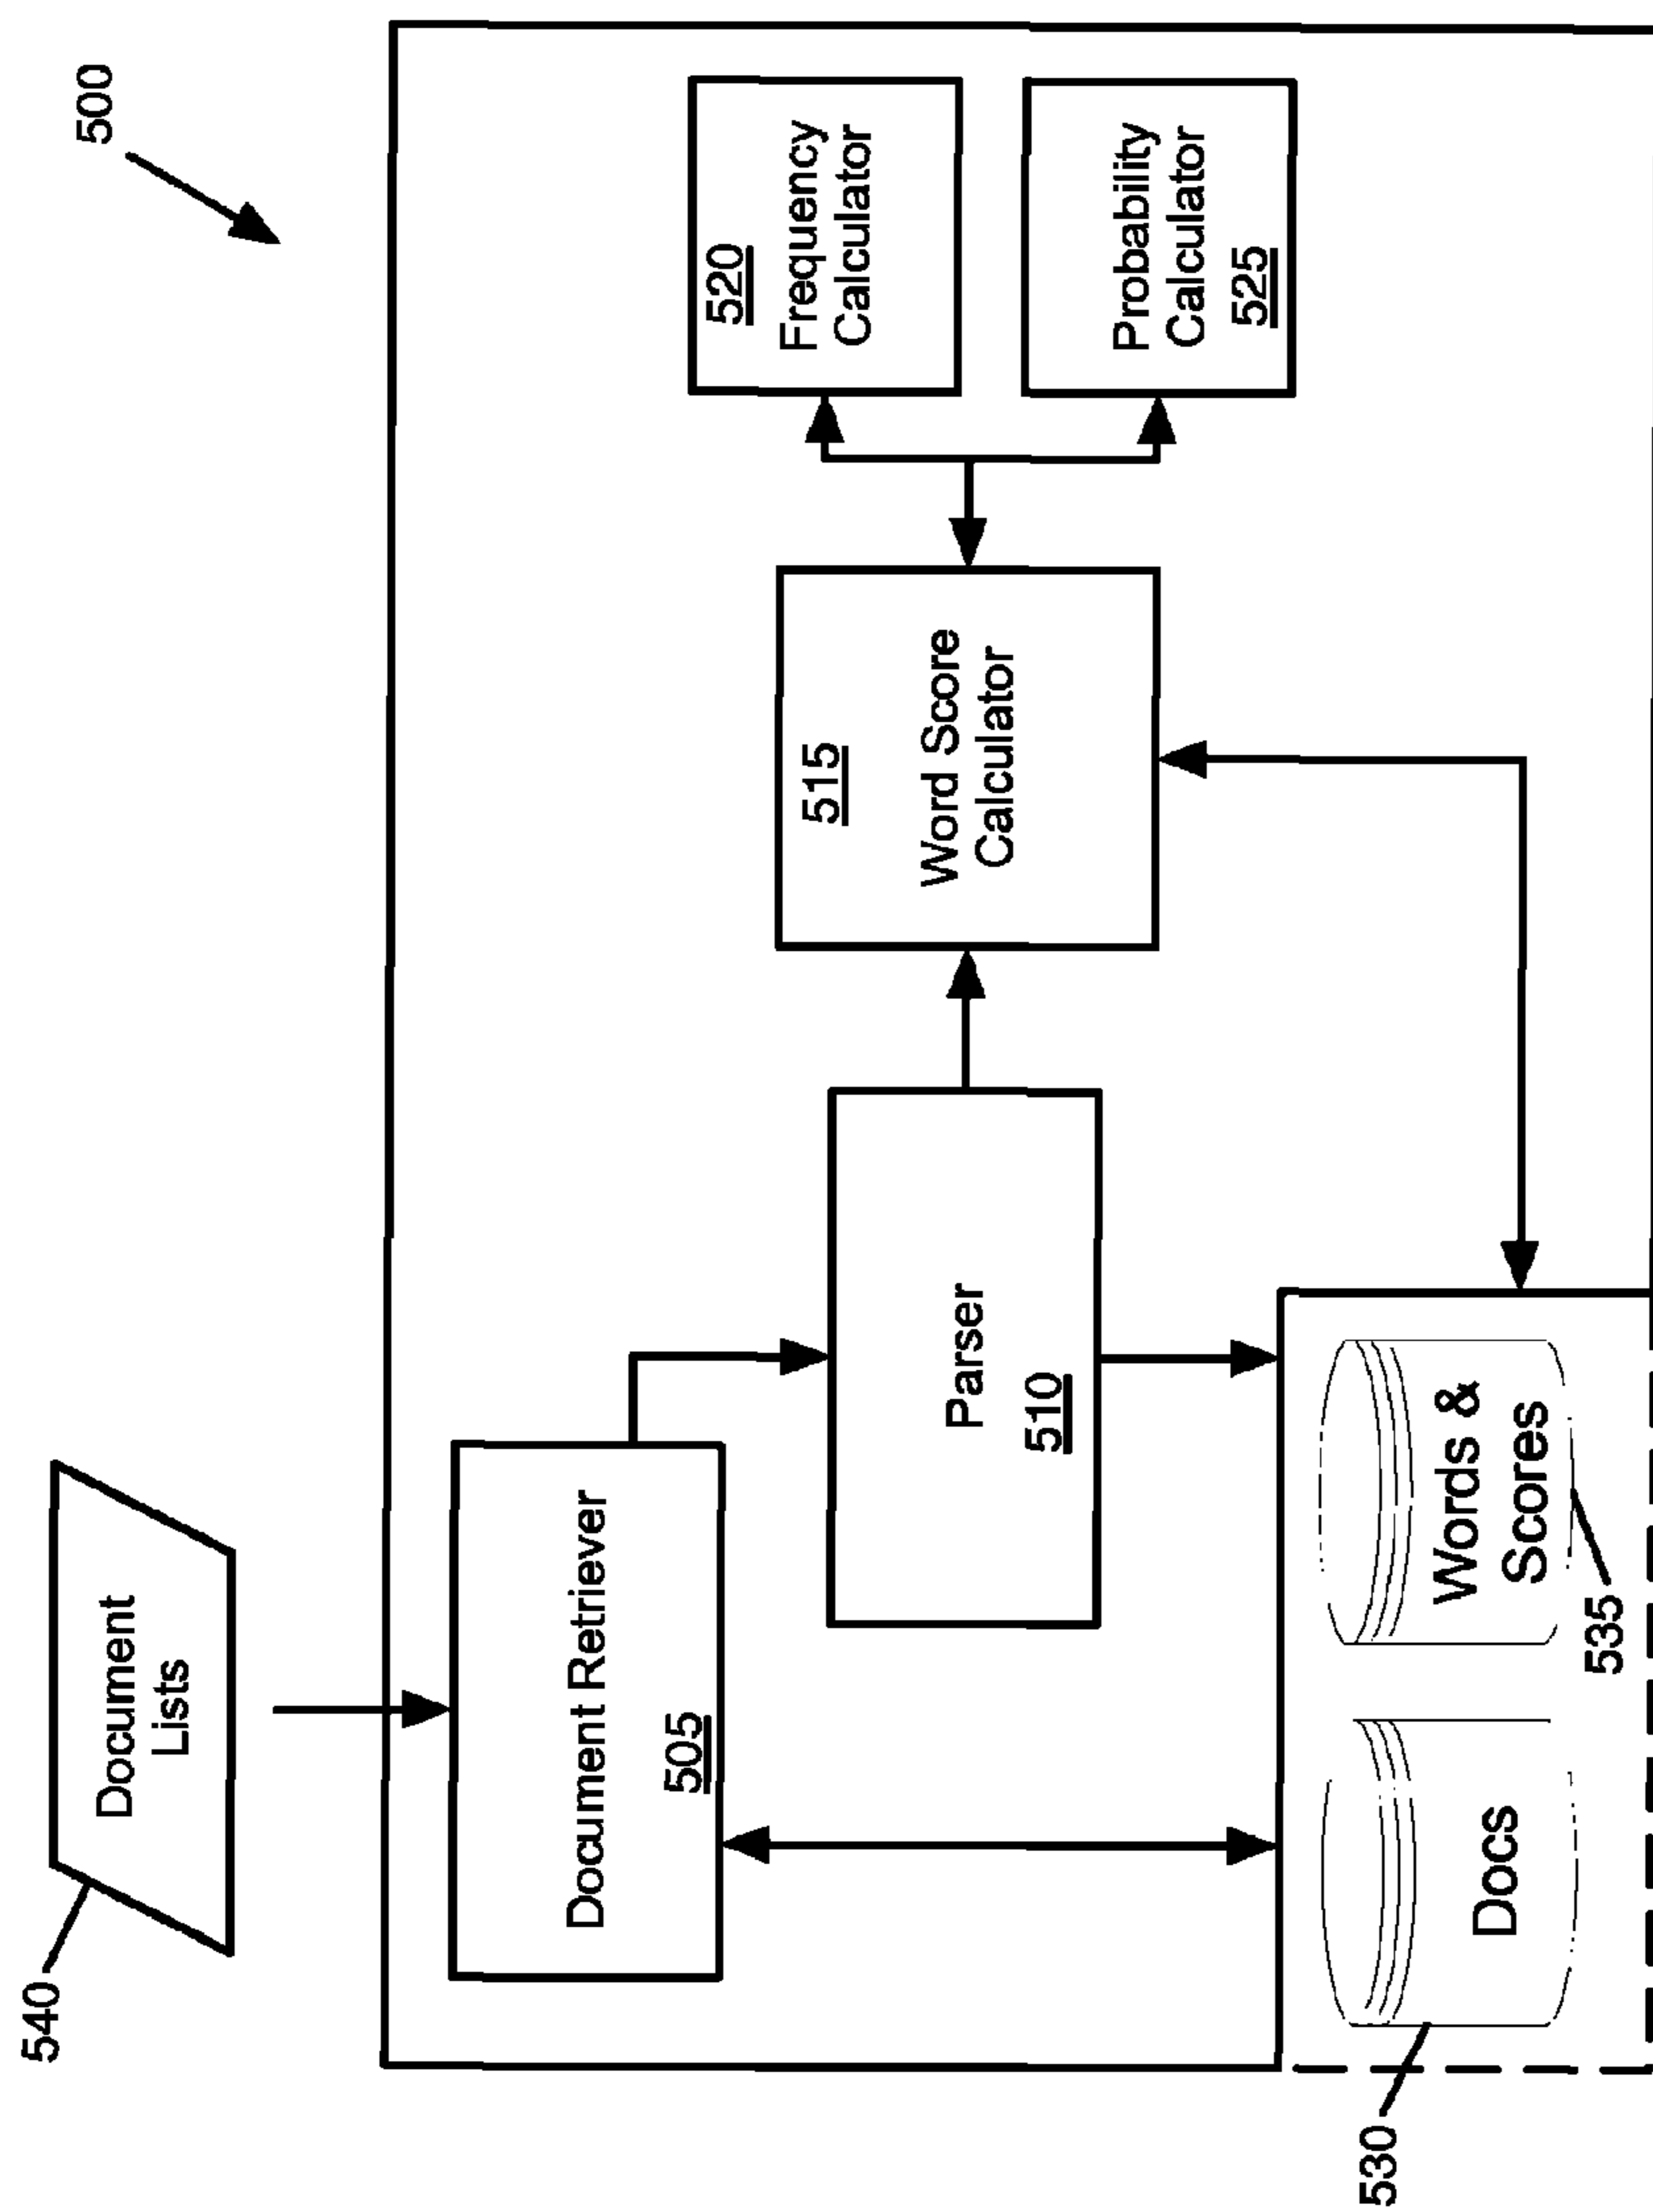 500
540
Document
Lists
Document Retriever
505
Parser
510
515
Word Score
Calculator
520
Frequency
Calculator
Probability
Calculator
525
Docs
530
Words &
Scores
535